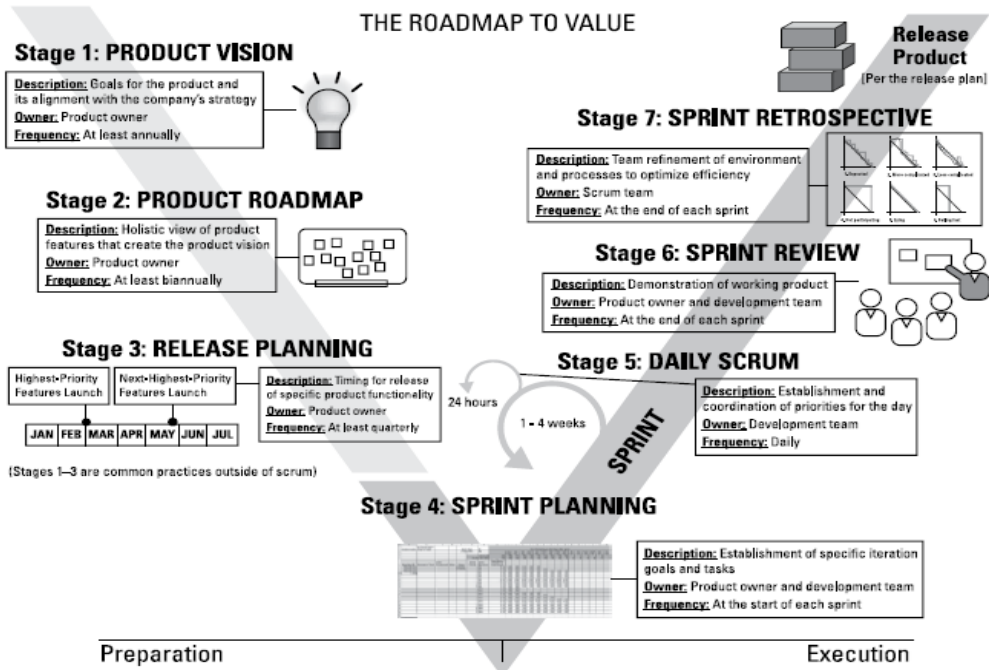 THE ROADMAP TO VALUE
Stage 1: PRODUCT VISION
Description: Goals for the product and
its alignment with the company's strategy
Owner: Product owner
Frequency: At least annually
Stage 2: PRODUCT ROADMAP
Description: Holistic view of product
features that create the product vision
Owner: Product owner
Frequency: At least biannually
Stage 3: RELEASE PLANNING
Highest-Priority
Features Launch
Next-Highest-Priority
Features Launch
JAN FEB MAR APR MAY JUN JUL
Description: Timing for release
of specific product functionality
Owner: Product owner
Frequency: At least quarterly
(Stages 1–3 are common practices outside of scrum)
Stage 4: SPRINT PLANNING
Description: Establishment of specific iteration
goals and tasks
Owner: Product owner and development team
Frequency: At the start of each sprint
24 hours
1 - 4 weeks
SPRINT
Stage 5: DAILY SCRUM
Description: Establishment and
coordination of priorities for the day
Owner: Development team
Frequency: Daily
Stage 6: SPRINT REVIEW
Description: Demonstration of working product
Owner: Product owner and development team
Frequency: At the end of each sprint
Stage 7: SPRINT RETROSPECTIVE
Description: Team refinement of environment
and processes to optimize efficiency
Owner: Scrum team
Frequency: At the end of each sprint
Release
Product
[Per the release plan]
Preparation
Execution